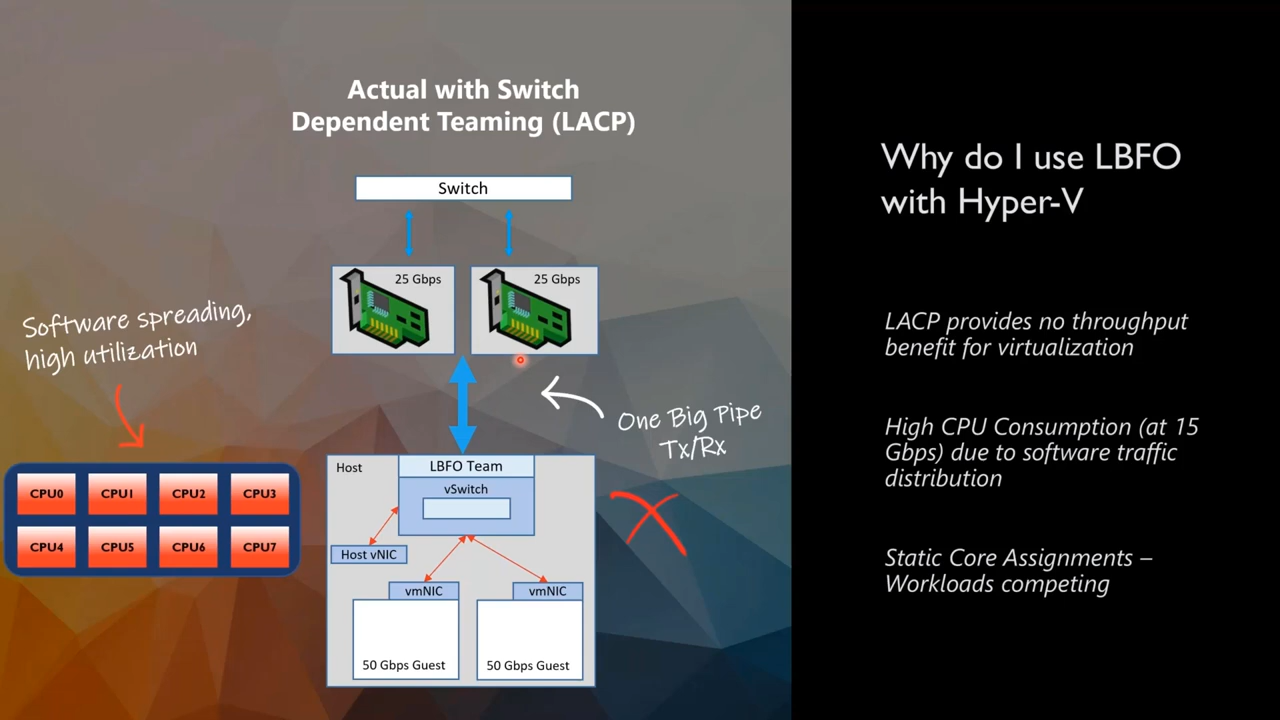 Actual with Switch
Dependent Teaming (LACP)
Switch
25 Gbps
25 Gbps
Software spreading,
high utilization
One Big Pipe
Tx/Rx
CPU0
CPU1
CPU2
CPU3
CPU4
CPU5
CPU6
CPU7
Host
LBFO Team
vSwitch
Host vNIC
vmNIC
vmNIC
50 Gbps Guest
50 Gbps Guest
Why do I use LBFO
with Hyper-V
LACP provides no throughput
benefit for virtualization
High CPU Consumption (at 15
Gbps) due to software traffic
distribution
Static Core Assignments –
Workloads competing